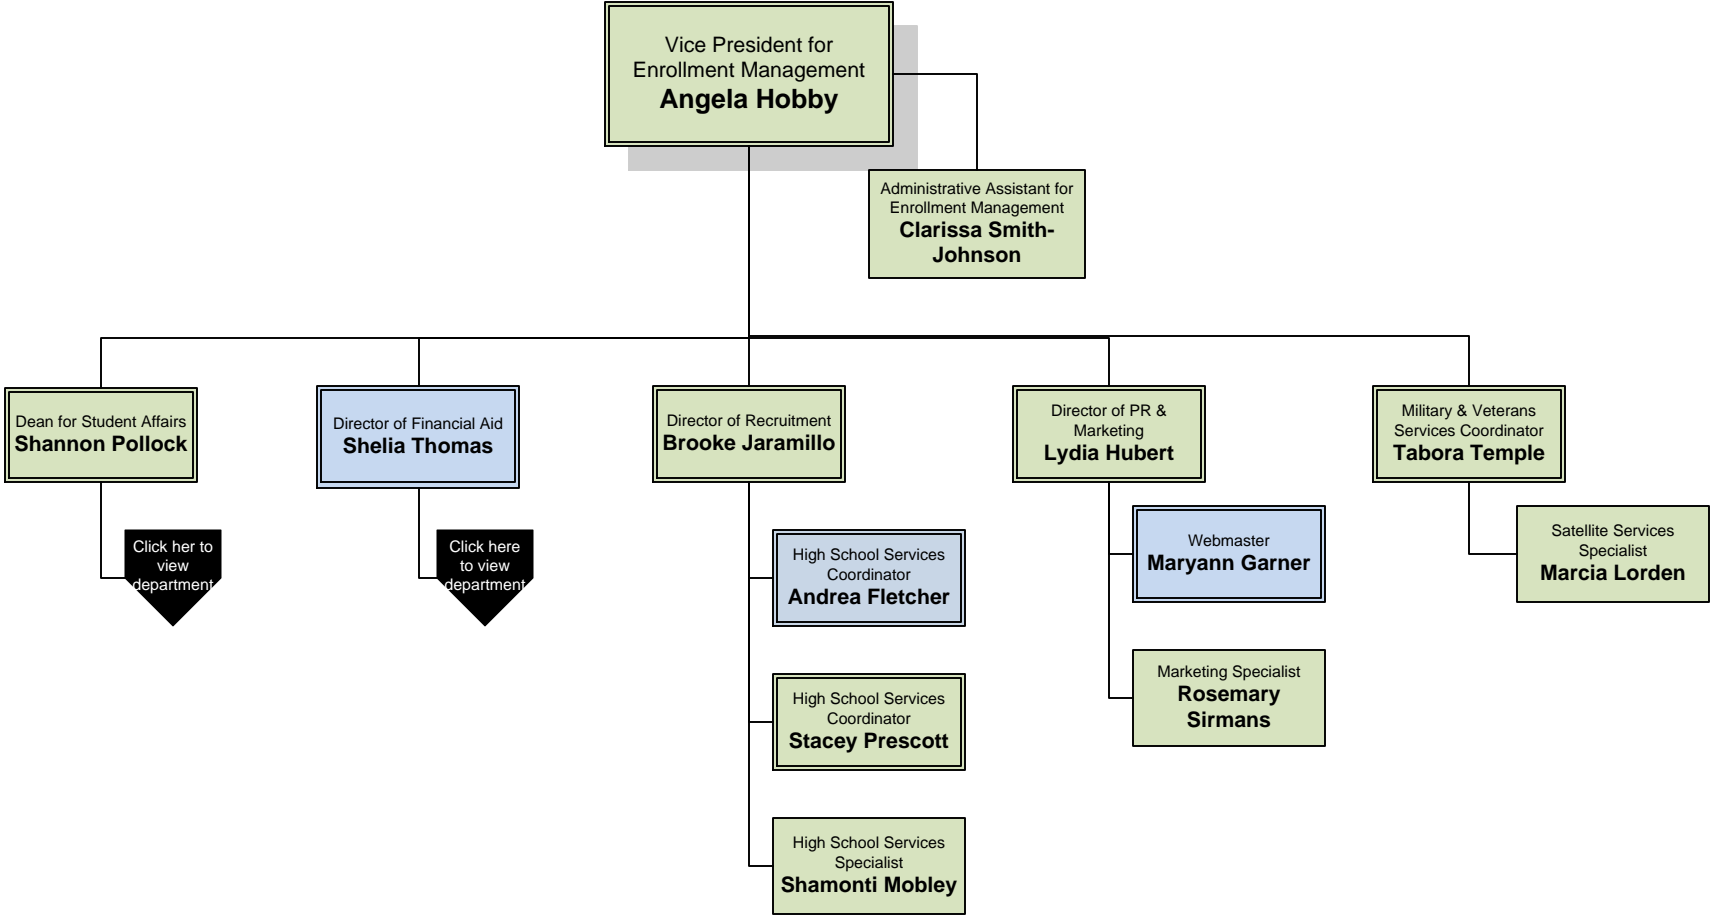 Vice President for
Enrollment Management
Angela Hobby
Administrative Assistant for
Enrollment Management
Clarissa Smith-
Johnson
Dean for Student Affairs
Shannon Pollock
Director of Financial Aid
Shelia Thomas
Director of Recruitment
Brooke Jaramillo
Director of PR &
Marketing
Lydia Hubert
Military & Veterans
Services Coordinator
Tabora Temple
Click her to
view
department
Click here
to view
department
High School Services
Coordinator
Andrea Fletcher
Webmaster
Maryann Garner
Satellite Services
Specialist
Marcia Lorden
High School Services
Coordinator
Stacey Prescott
Marketing Specialist
Rosemary
Sirmans
High School Services
Specialist
Shamonti Mobley